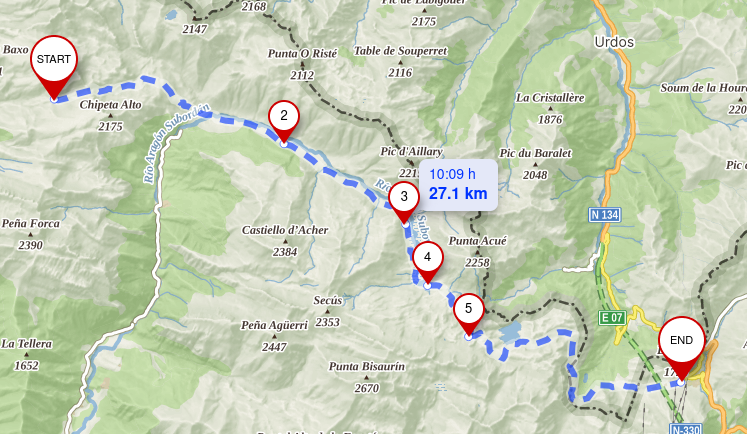 Pic de Labigouer
2175
2168
2147
Urdos
Baxo
START
Punta O Risté
2112
Table de Souperret
2116
La Cristallère
1876
Soum de la Houre
220
Chipeta Alto
2175
Río Aragón Subordán
2
Pic d'Aillary
Pic du Baralet
2048
10:09 h
27.1 km
3
N 134
Peña Forca
2390
Castiello d'Acher
2384
Punta Acué
2258
4
Secús
2353
5
E 07
Peña Agüerri
2447
La Tellera
1652
END
Punta Bisaurín
2670
N-330